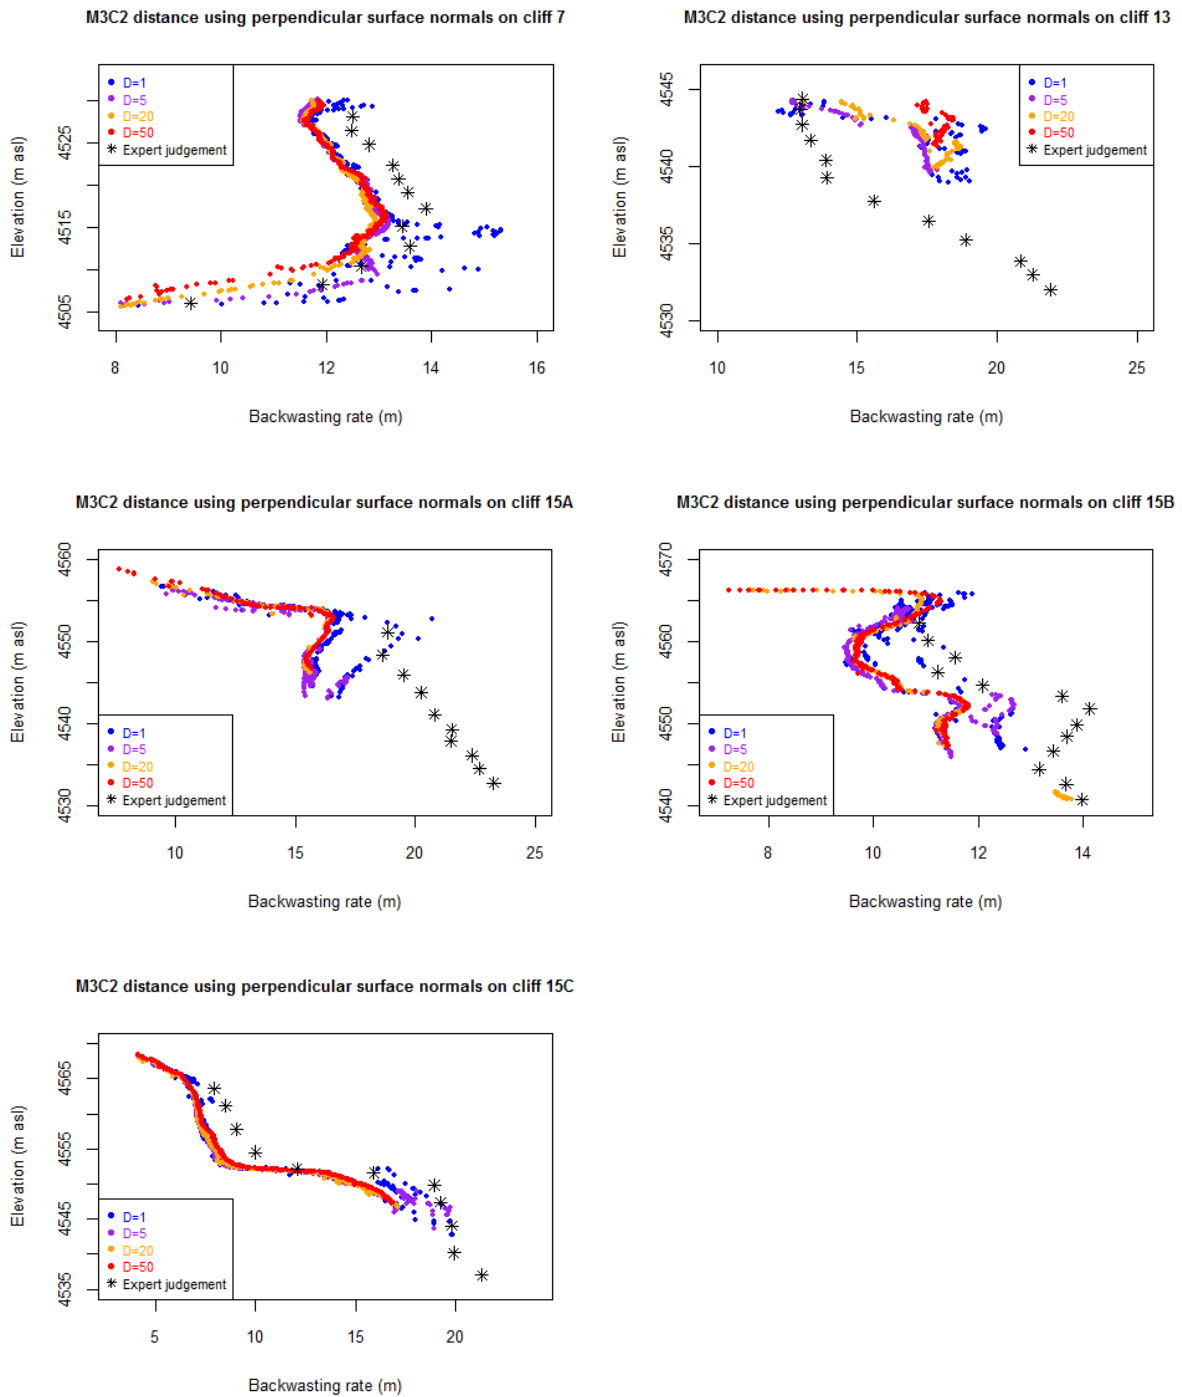 M3C2 distance using perpendicular surface normals on cliff 7
D=1
D=5
D=20
D=50
Expert judgement
4525
4515
4505
Elevation (m asl)
8 10 12 14 16
Backwasting rate (m)
M3C2 distance using perpendicular surface normals on cliff 13
D=1
D=5
D=20
D=50
Expert judgement
4545
4540
4535
4530
Elevation (m asl)
10 15 20 25
Backwasting rate (m)
M3C2 distance using perpendicular surface normals on cliff 15A
4560
4550
4540
4530
Elevation (m asl)
D=1
D=5
D=20
D=50
Expert judgement
10 15 20 25
Backwasting rate (m)
M3C2 distance using perpendicular surface normals on cliff 15B
4570
4560
4550
4540
Elevation (m asl)
D=1
D=5
D=20
D=50
Expert judgement
8 10 12 14
Backwasting rate (m)
M3C2 distance using perpendicular surface normals on cliff 15C
4565
4555
4545
4535
Elevation (m asl)
D=1
D=5
D=20
D=50
Expert judgement
5 10 15 20
Backwasting rate (m)